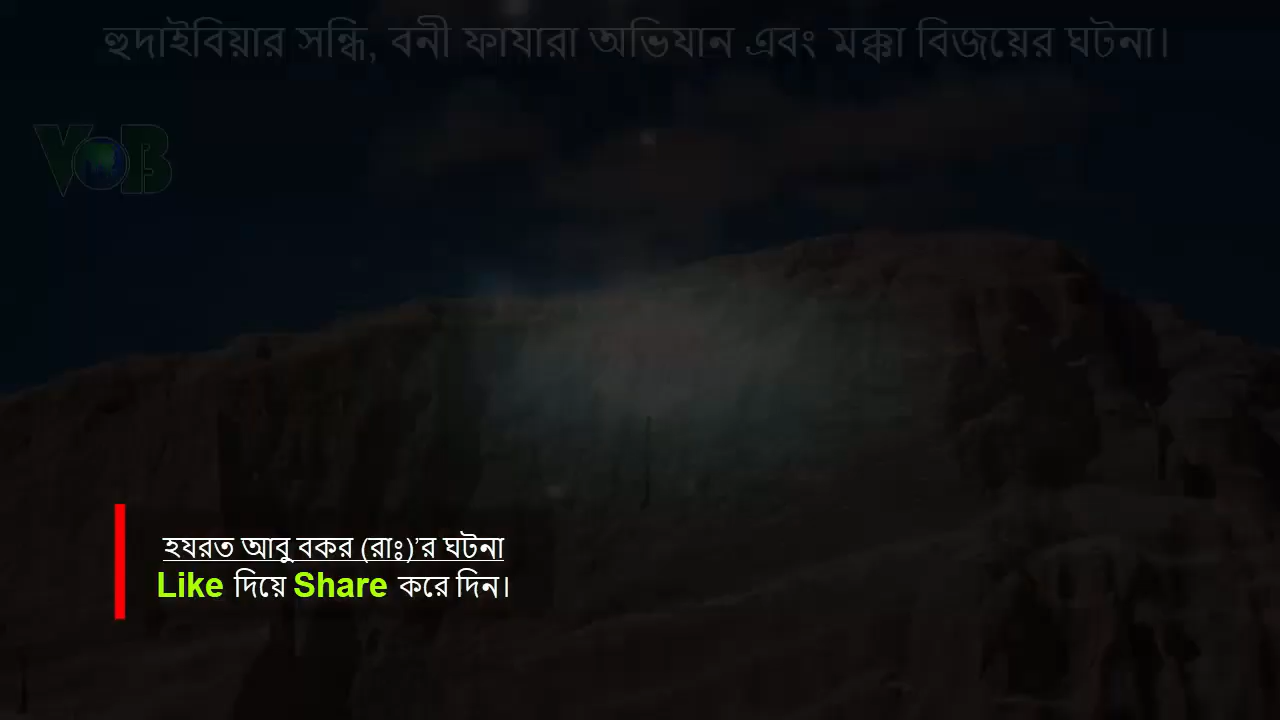 হুদাইবিয়ার সন্ধি, বনী ফাযারা অভিযান এবং মক্কা বিজয়ের ঘটনা।
VOB
হযরত আবু বকর (রাঃ)’র ঘটনা
Like দিয়ে Share করে দিন।